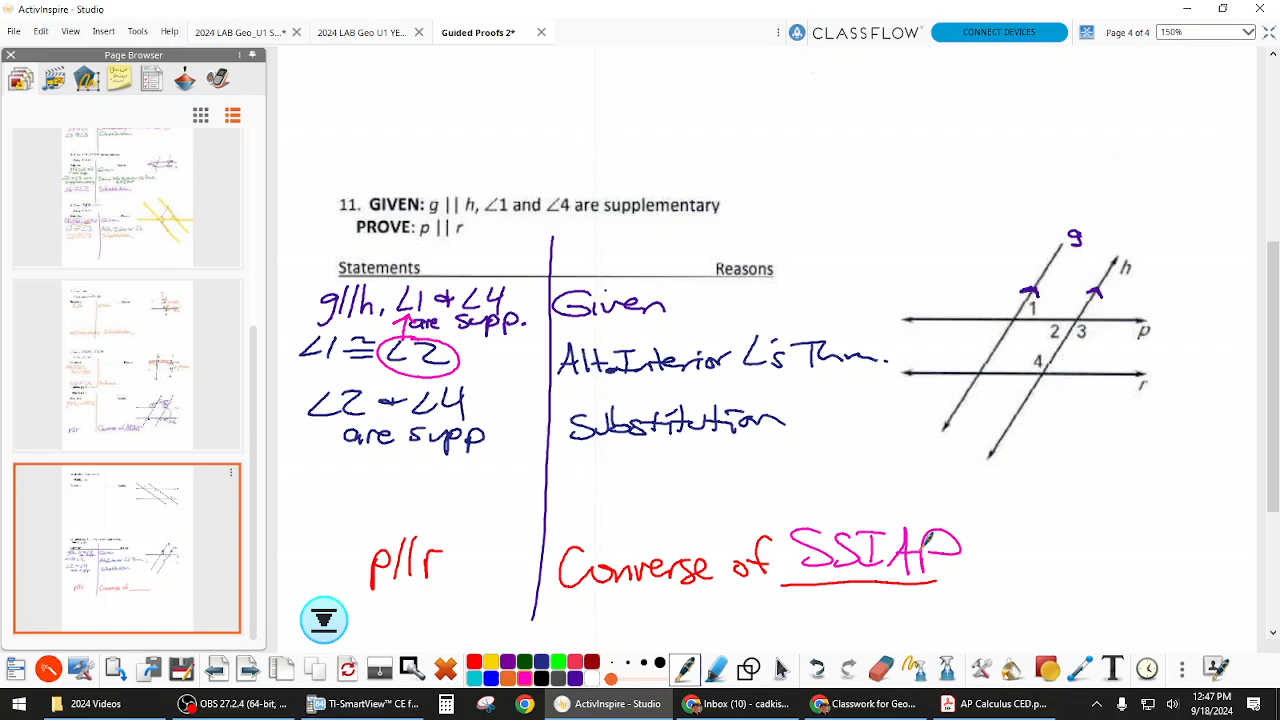 ActivInspire
File Edit View Insert Tools Help
2024 LAB Geo_U1 S...*
2024 LAB Geo U1 YE...
Guided Proofs 2*
CLASSFLOW
CONNECT DEVICES
Page 4 of 4
150%
Page Browser
11. GIVEN: g || h, ∠1 and ∠4 are supplementary
PROVE: p || r
Statements Reasons
g//h, ∠1 & ∠4 Given
are supp.
∠1 ≅ ∠2 Alt. Interior ∠'s Thm.
∠2 & ∠4 Substitution
are supp
p//r Converse of SSIAP
g
h
1
2 3 p
4
r
2024 Videos
OBS 27.2.4 (64-bit, ...
TI-SmartView™ CE F...
ActivInspire - Studio
Inbox (10) - cadkis...
Classwork for Geo...
AP Calculus CED.p...
12:47 PM
9/18/2024